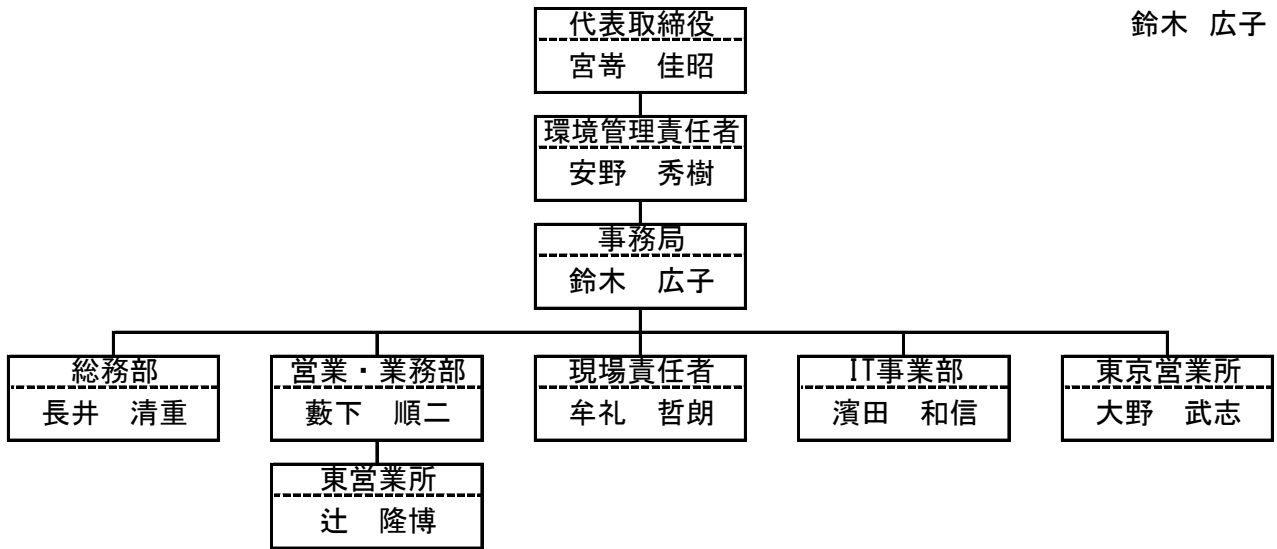 代表取締役
鈴木 広子
宮嵜 佳昭
環境管理責任者
安野 秀樹
事務局
鈴木 広子
総務部
長井 清重
営業・業務部
藪下 順二
現場責任者
牟礼 哲朗
IT事業部
濱田 和信
東京営業所
大野 武志
東営業所
辻 隆博